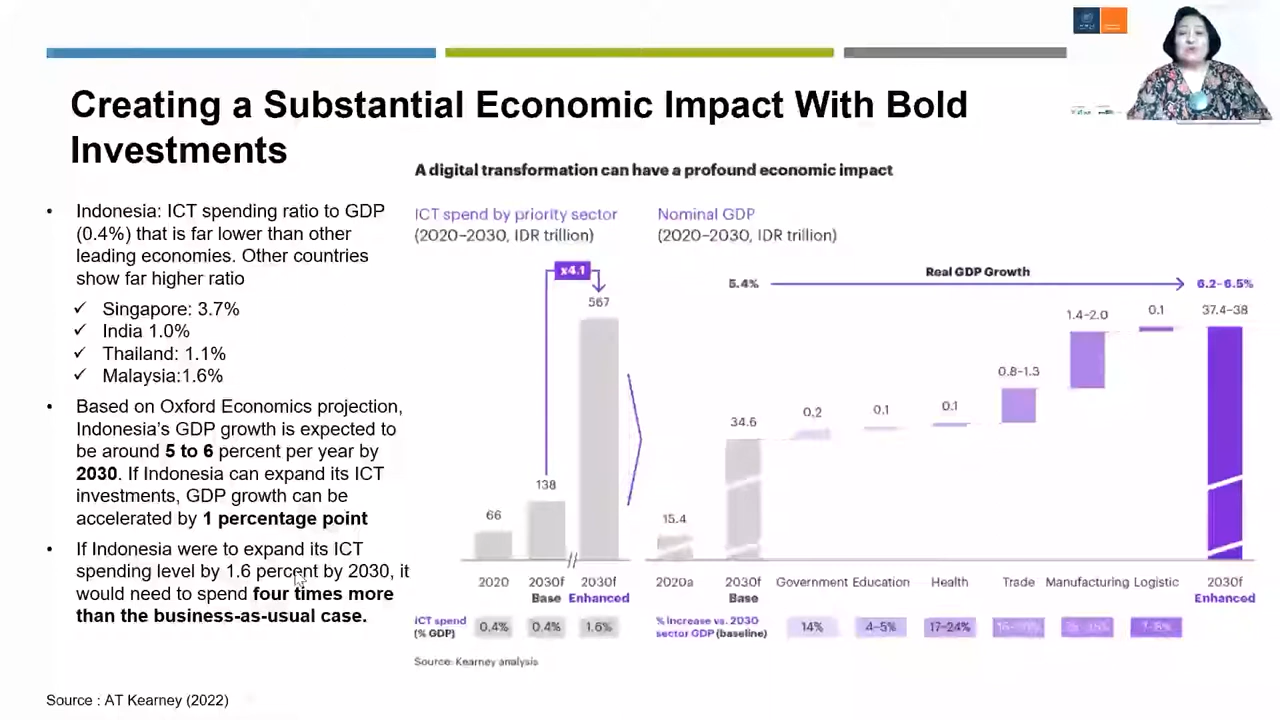 Creating a Substantial Economic Impact With Bold
Investments
• Indonesia: ICT spending ratio to GDP
(0.4%) that is far lower than other
leading economies. Other countries
show far higher ratio
✓ Singapore: 3.7%
✓ India 1.0%
✓ Thailand: 1.1%
✓ Malaysia:1.6%
• Based on Oxford Economics projection,
Indonesia's GDP growth is expected to
be around 5 to 6 percent per year by
2030. If Indonesia can expand its ICT
investments, GDP growth can be
accelerated by 1 percentage point
• If Indonesia were to expand its ICT
spending level by 1.6 percent by 2030, it
would need to spend four times more
than the business-as-usual case.
A digital transformation can have a profound economic impact
ICT spend by priority sector
(2020–2030, IDR trillion)
x4.1
567
138
66
2020
2030f
Base
2030f
Enhanced
ICT spend
(% GDP)
0.4%
0.4%
1.6%
Nominal GDP
(2020–2030, IDR trillion)
Real GDP Growth
5.4%
6.2-6.5%
15.4
34.6
0.2
0.1
0.1
0.8–1.3
1.4–2.0
0.1
37.4–38
2020a
2030f
Base
Government
Education
Health
Trade
Manufacturing
Logistic
2030f
Enhanced
% increase vs. 2030
sector GDP (baseline)
14%
4–5%
17–24%
Source: Kearney analysis
Source : AT Kearney (2022)